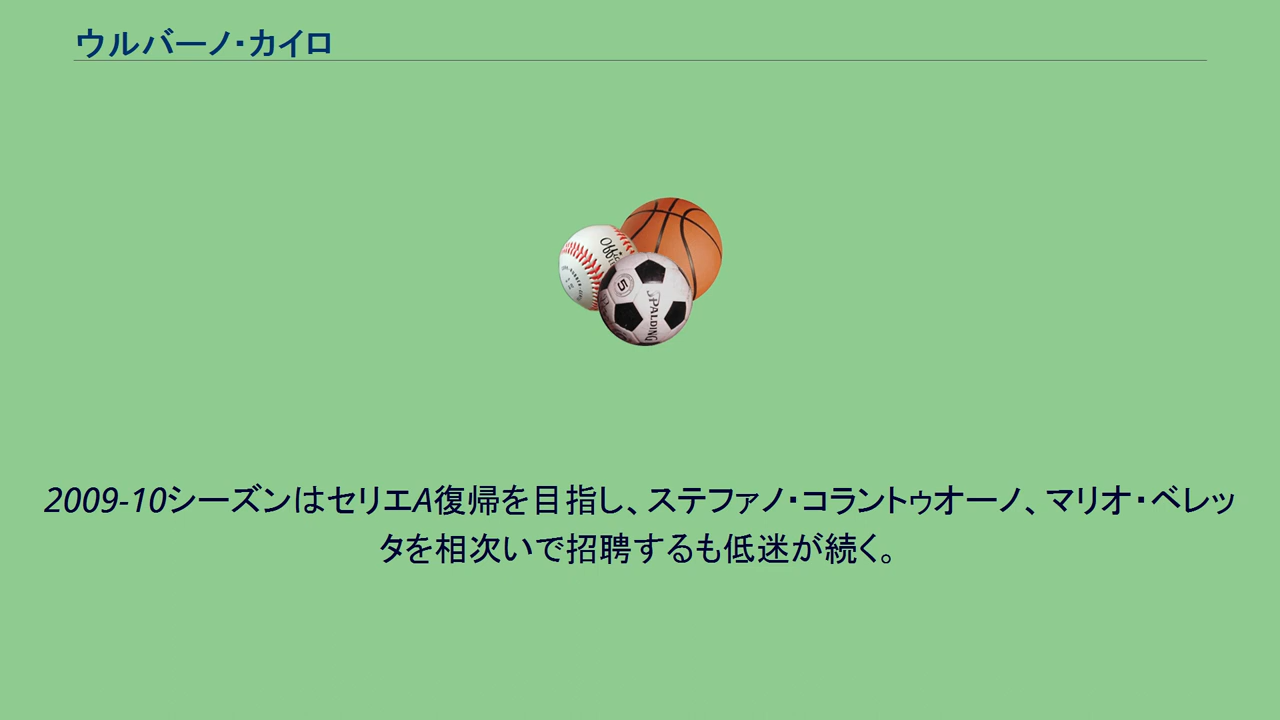 ウルバーノ・カイロ
Offici
5
SPALDING
2009-10シーズンはセリエA復帰を目指し、ステファノ・コラントゥオーノ、マリオ・ベレッ
タを相次いで招聘するも低迷が続く。